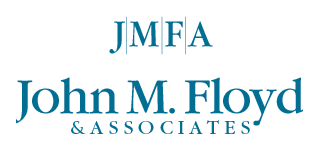 J|M|F|A
John M. Floyd
& ASSOCIATES